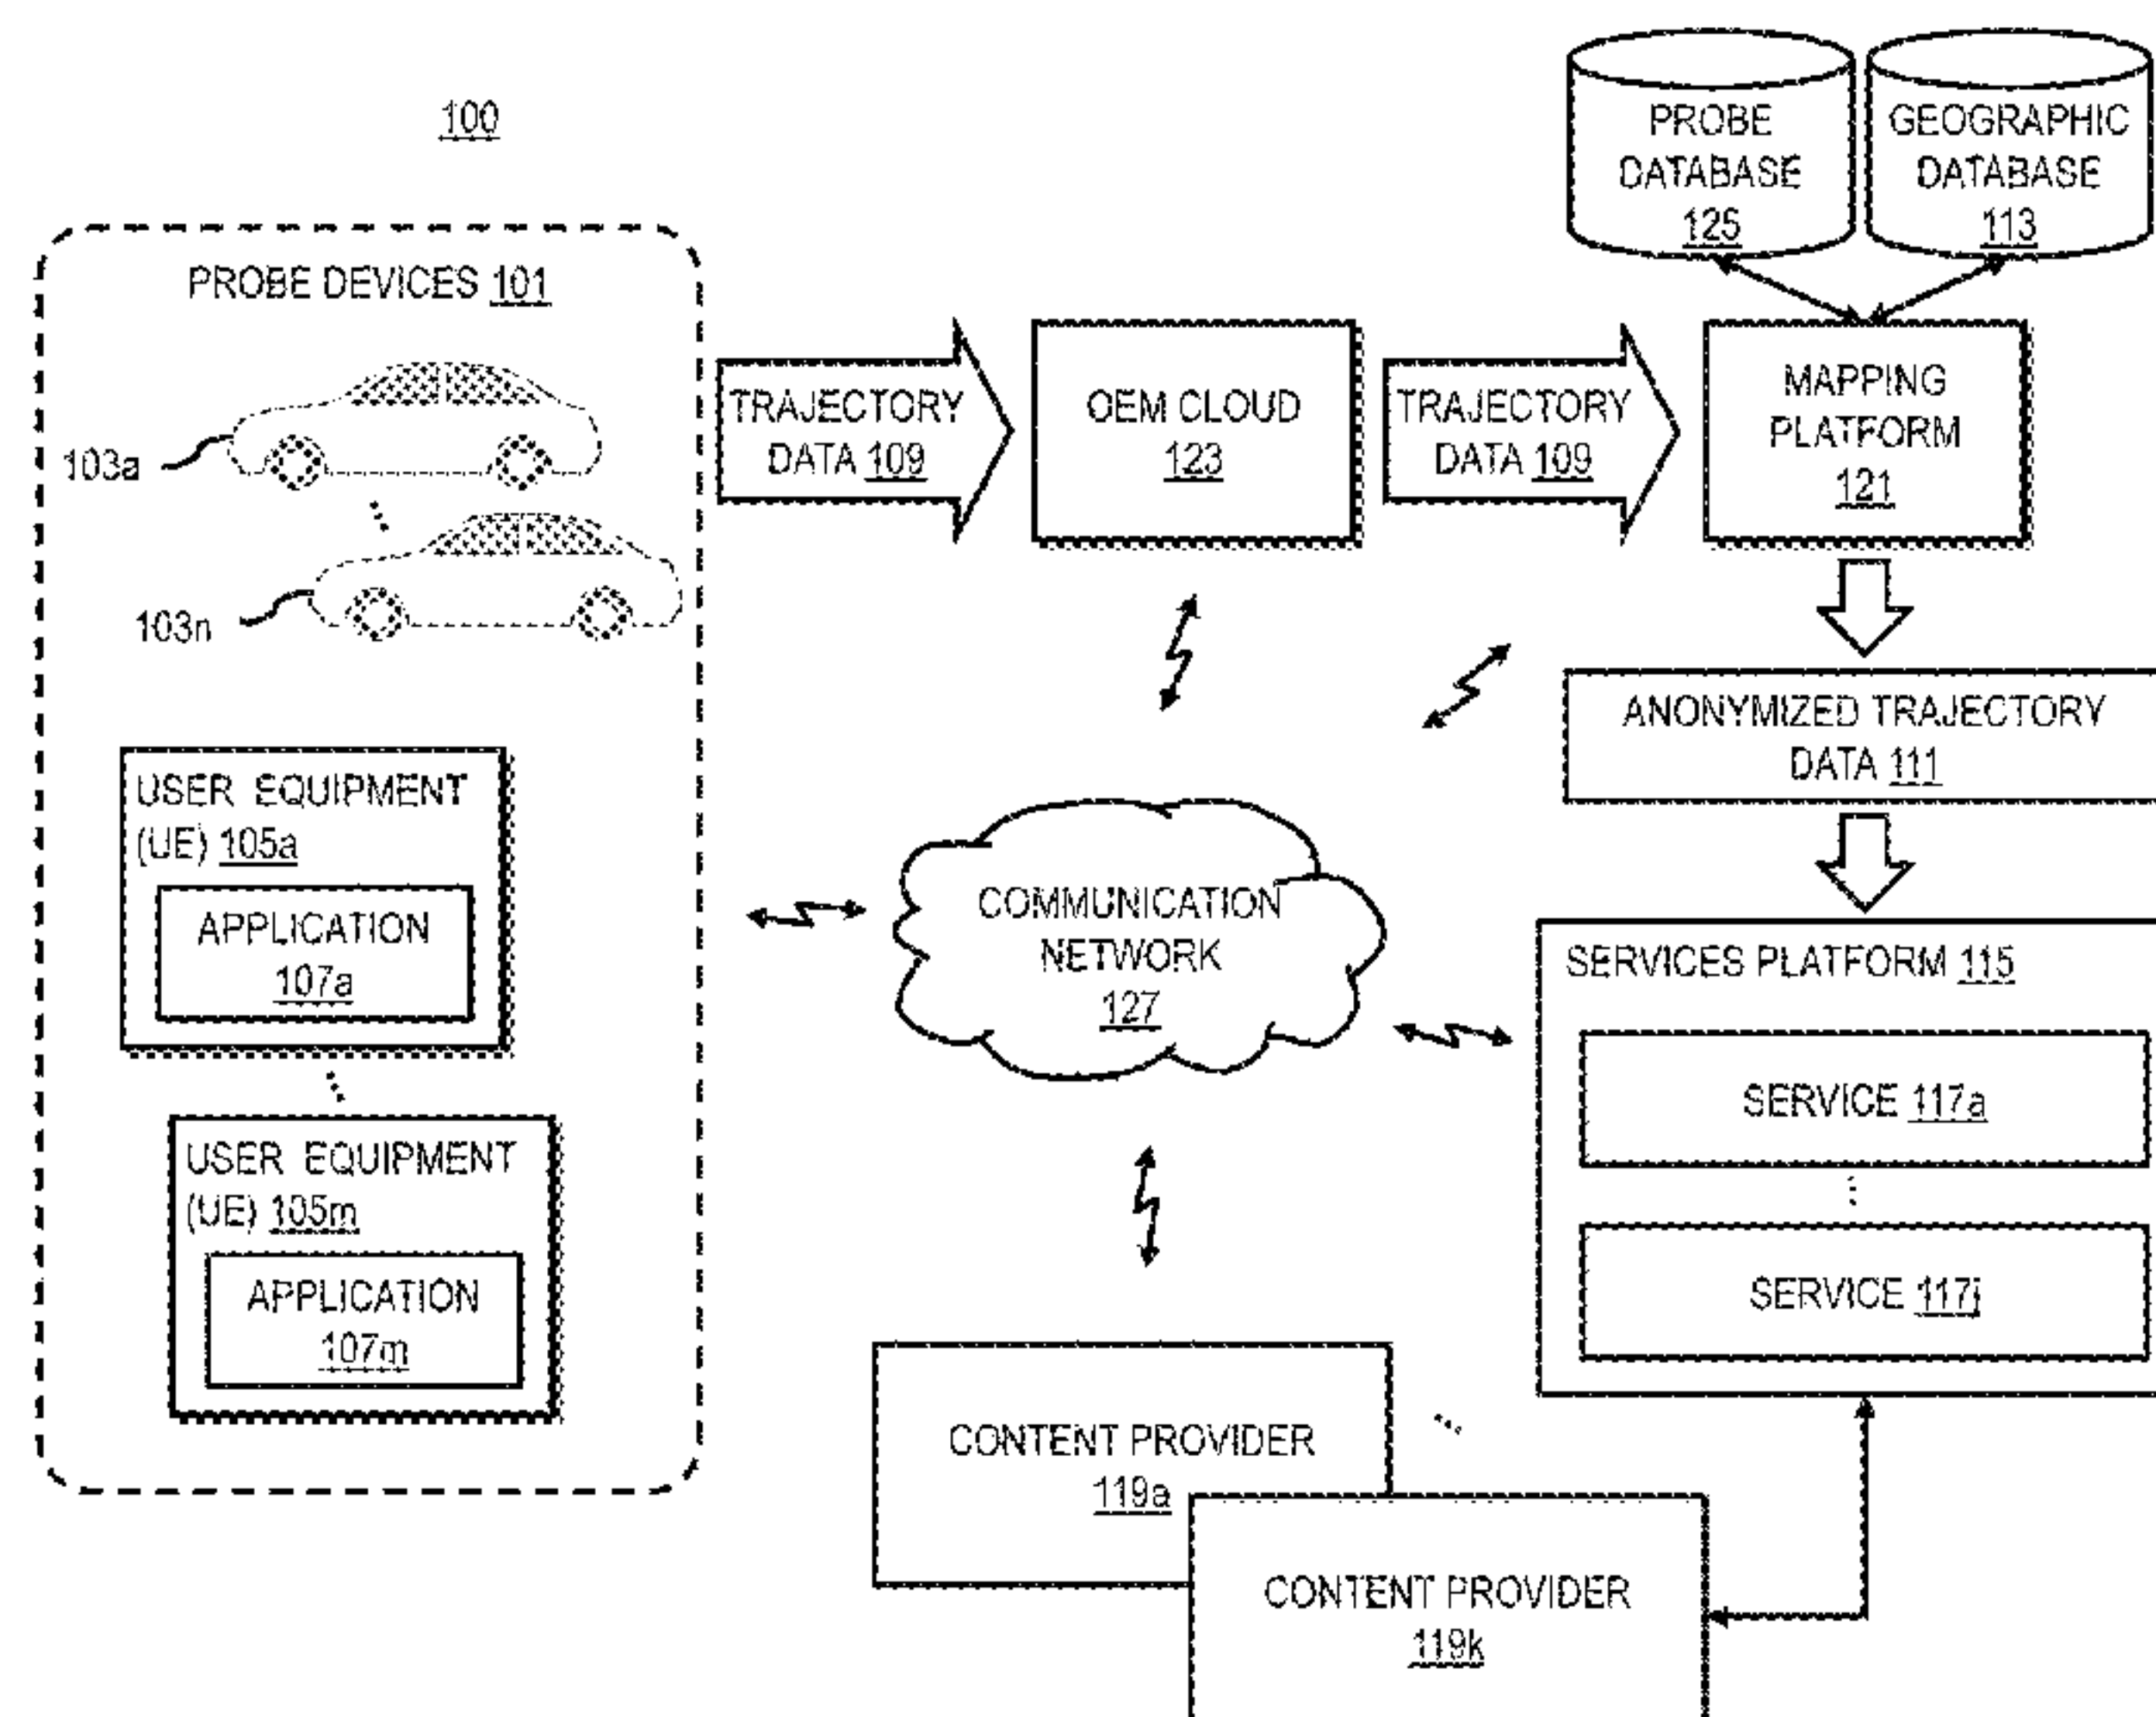 100
PROBE DEVICES 101
103a
103n
USER EQUIPMENT
(UE) 105a
APPLICATION
107a
USER EQUIPMENT
(UE) 105m
APPLICATION
107m
TRAJECTORY
DATA 109
OEM CLOUD
123
TRAJECTORY
DATA 109
PROBE
DATABASE
125
GEOGRAPHIC
DATABASE
113
MAPPING
PLATFORM
121
ANONYMIZED TRAJECTORY
DATA 111
COMMUNICATION
NETWORK
127
SERVICES PLATFORM 115
SERVICE 117a
SERVICE 117j
CONTENT PROVIDER
119a
CONTENT PROVIDER
119k